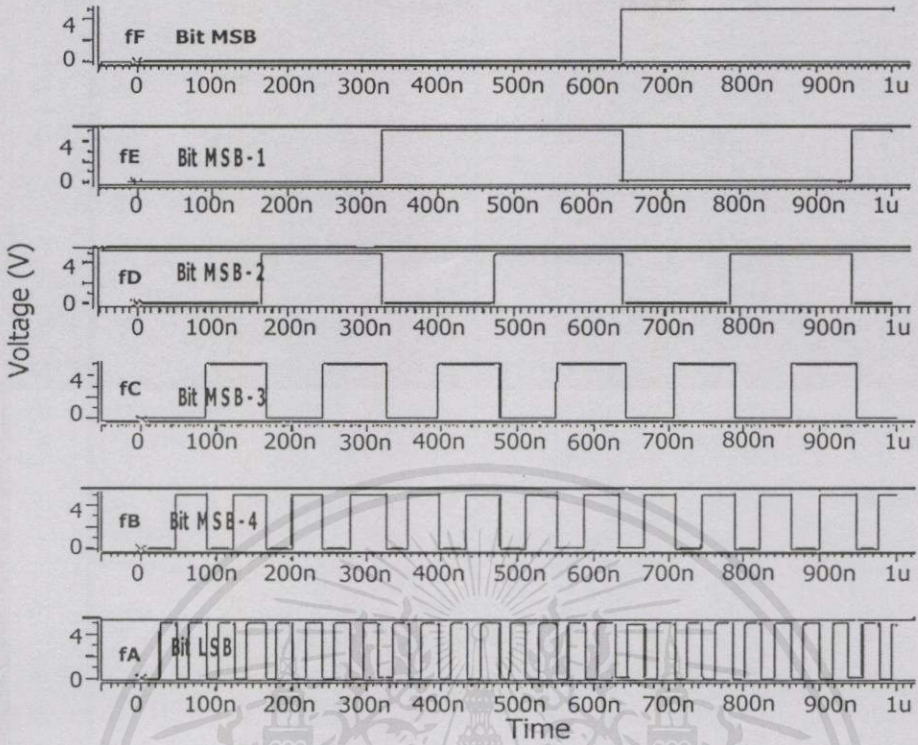 4
fF Bit MSB
0
0 100n 200n 300n 400n 500n 600n 700n 800n 900n 1u
4
fE Bit MSB-1
0
0 100n 200n 300n 400n 500n 600n 700n 800n 900n 1u
4
fD Bit MSB-2
0
0 100n 200n 300n 400n 500n 600n 700n 800n 900n 1u
Voltage (V)
4
fC Bit MSB-3
0
0 100n 200n 300n 400n 500n 600n 700n 800n 900n 1u
4
fB Bit MSB-4
0
0 100n 200n 300n 400n 500n 600n 700n 800n 900n 1u
4
fA Bit LSB
0
0 100n 200n 300n 400n 500n 600n 700n 800n 900n 1u
Time